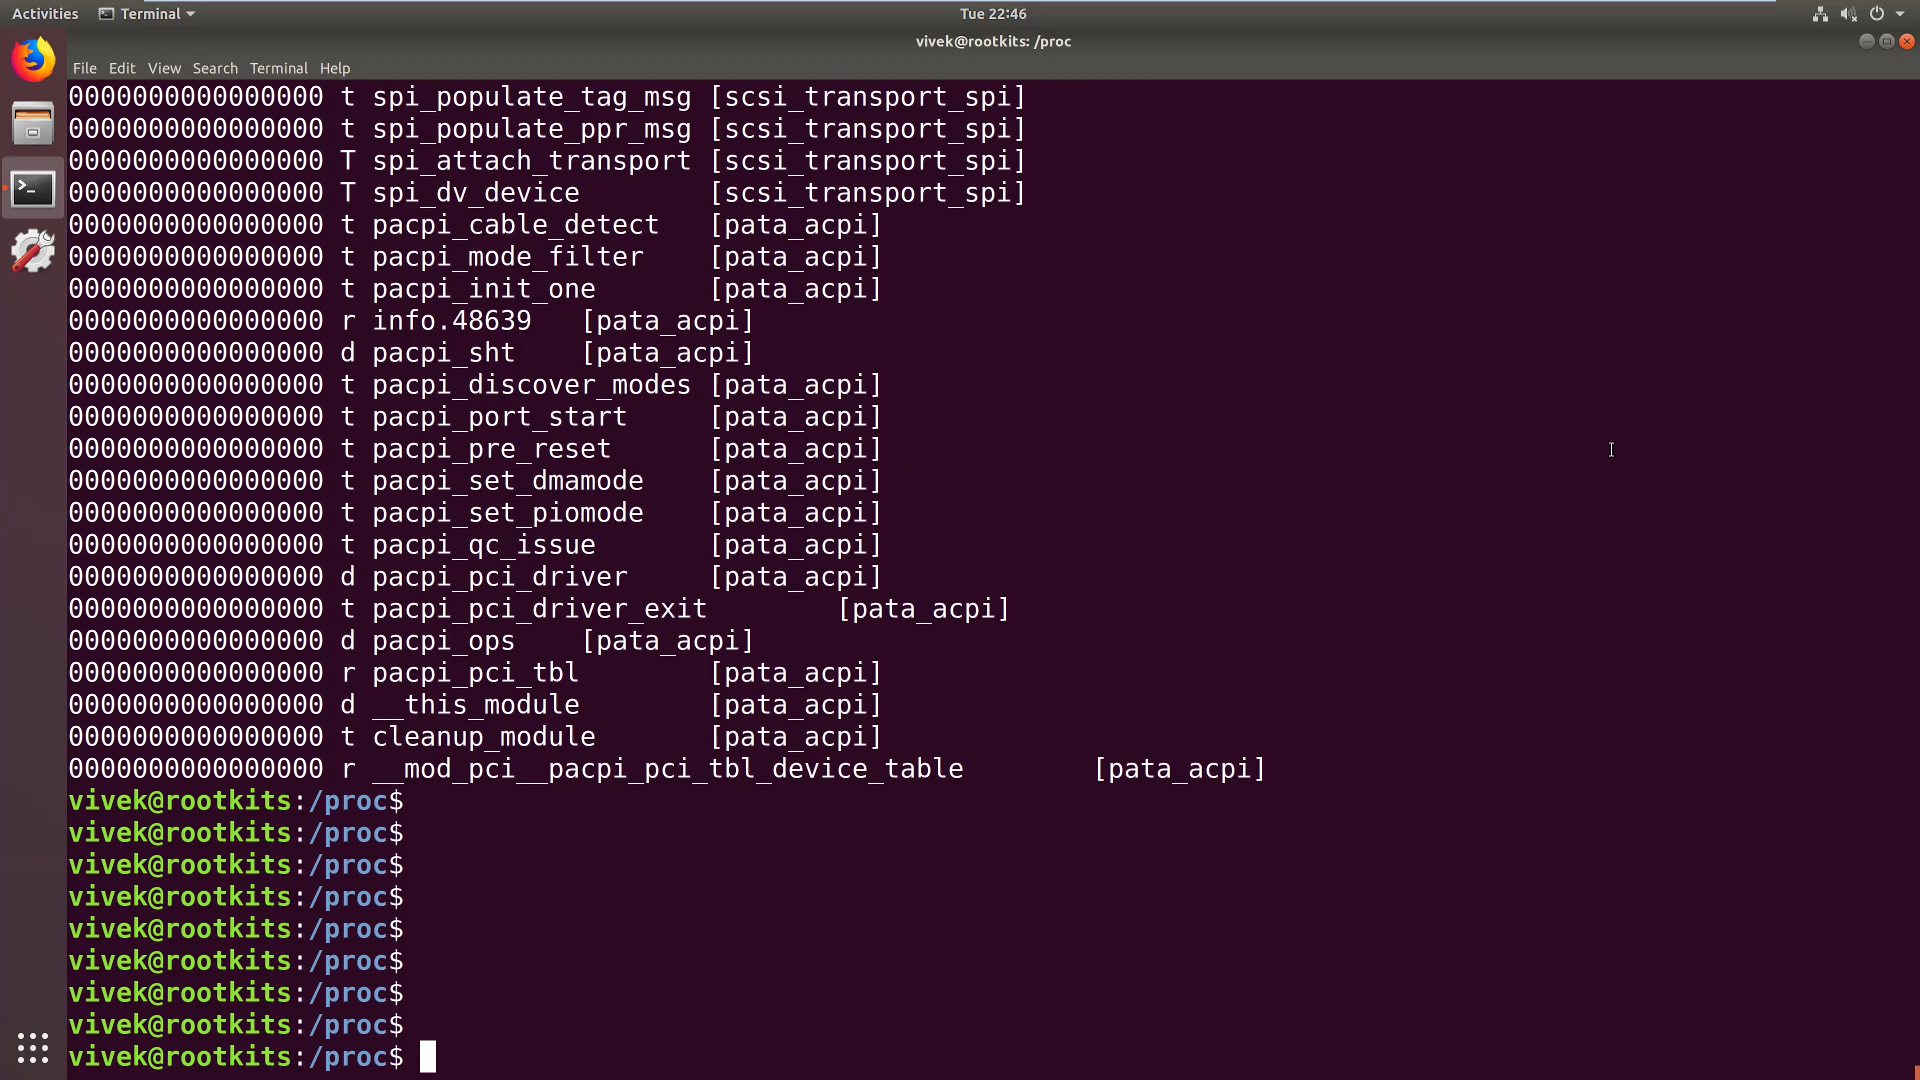 Activities Terminal Tue 22:46
vivek@rootkits: /proc
File Edit View Search Terminal Help
0000000000000000 t spi_populate_tag_msg [scsi_transport_spi]
0000000000000000 t spi_populate_ppr_msg [scsi_transport_spi]
0000000000000000 T spi_attach_transport [scsi_transport_spi]
0000000000000000 T spi_dv_device [scsi_transport_spi]
0000000000000000 t pacpi_cable_detect [pata_acpi]
0000000000000000 t pacpi_mode_filter [pata_acpi]
0000000000000000 t pacpi_init_one [pata_acpi]
0000000000000000 r info.48639 [pata_acpi]
0000000000000000 d pacpi_sht [pata_acpi]
0000000000000000 t pacpi_discover_modes [pata_acpi]
0000000000000000 t pacpi_port_start [pata_acpi]
0000000000000000 t pacpi_pre_reset [pata_acpi]
0000000000000000 t pacpi_set_dmamode [pata_acpi]
0000000000000000 t pacpi_set_piomode [pata_acpi]
0000000000000000 t pacpi_qc_issue [pata_acpi]
0000000000000000 d pacpi_pci_driver [pata_acpi]
0000000000000000 t pacpi_pci_driver_exit [pata_acpi]
0000000000000000 d pacpi_ops [pata_acpi]
0000000000000000 r pacpi_pci_tbl [pata_acpi]
0000000000000000 d __this_module [pata_acpi]
0000000000000000 t cleanup_module [pata_acpi]
0000000000000000 r __mod_pci__pacpi_pci_tbl_device_table [pata_acpi]
vivek@rootkits:/proc$
vivek@rootkits:/proc$
vivek@rootkits:/proc$
vivek@rootkits:/proc$
vivek@rootkits:/proc$
vivek@rootkits:/proc$
vivek@rootkits:/proc$
vivek@rootkits:/proc$
vivek@rootkits:/proc$